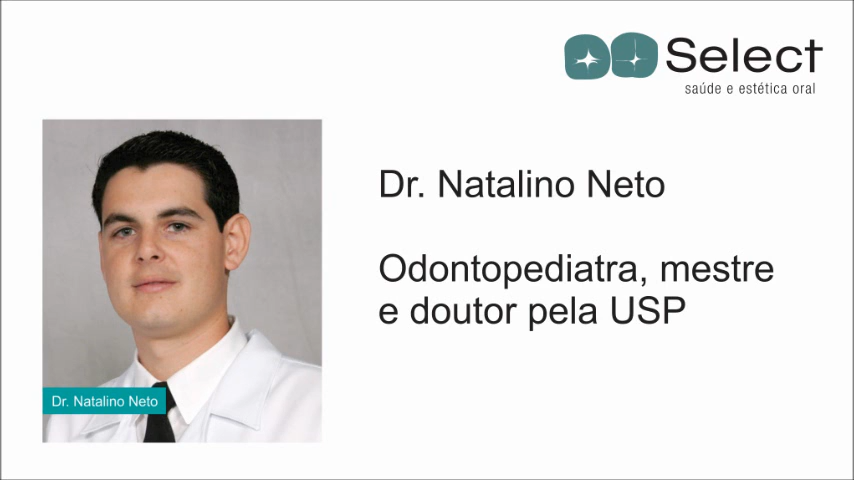 Select
saúde e estética oral
Dr. Natalino Neto
Odontopediatra, mestre
e doutor pela USP
Dr. Natalino Neto